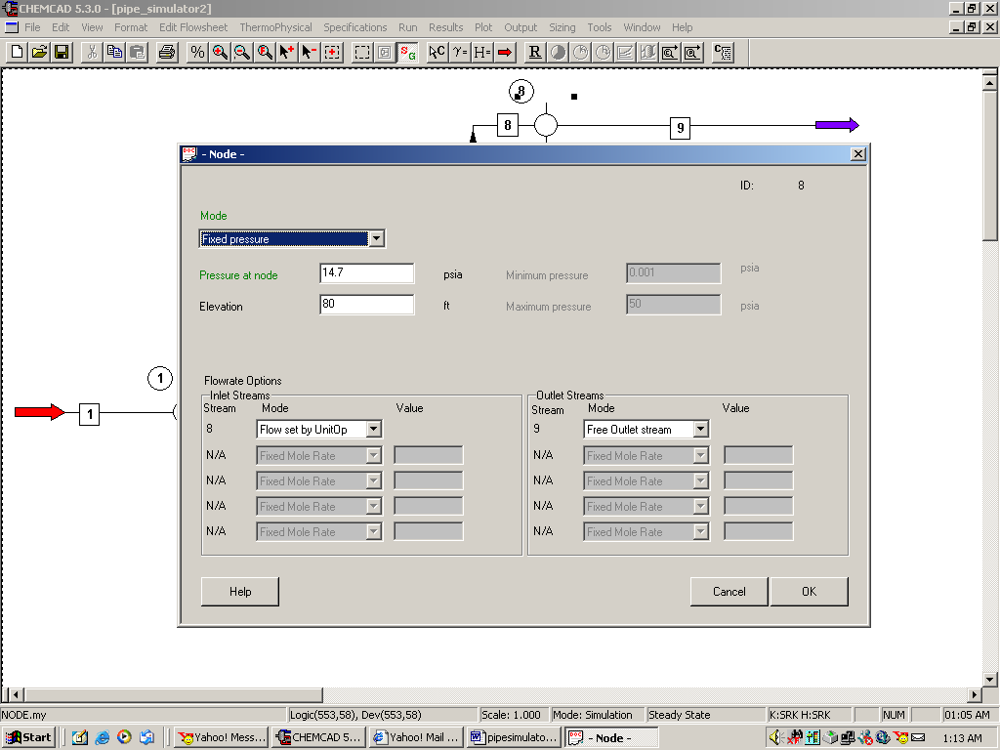 CHEMCAD 5.3.0 - [pipe_simulator2]
File Edit View Format Edit Flowsheet ThermoPhysical Specifications Run Results Plot Output Sizing Tools Window Help
8
8 9
- Node -
ID: 8
Mode
Fixed pressure
Pressure at node 14.7 psia Minimum pressure 0.001 psia
Elevation 80 ft Maximum pressure 50 psia
1
1
Flowrate Options
Inlet Streams Outlet Streams
Stream Mode Value Stream Mode Value
8 Flow set by UnitOp 9 Free Outlet stream
N/A Fixed Mole Rate N/A Fixed Mole Rate
N/A Fixed Mole Rate N/A Fixed Mole Rate
N/A Fixed Mole Rate N/A Fixed Mole Rate
N/A Fixed Mole Rate N/A Fixed Mole Rate
Help Cancel OK
NODE.my Logic(553,58), Dev(553,58) Scale: 1.000 Mode: Simulation Steady State K:SRK H:SRK NUM 01:05 AM
Start Yahoo! Mess... CHEMCAD 5.... Yahoo! Mail ... pipesimulato... - Node - 1:13 AM